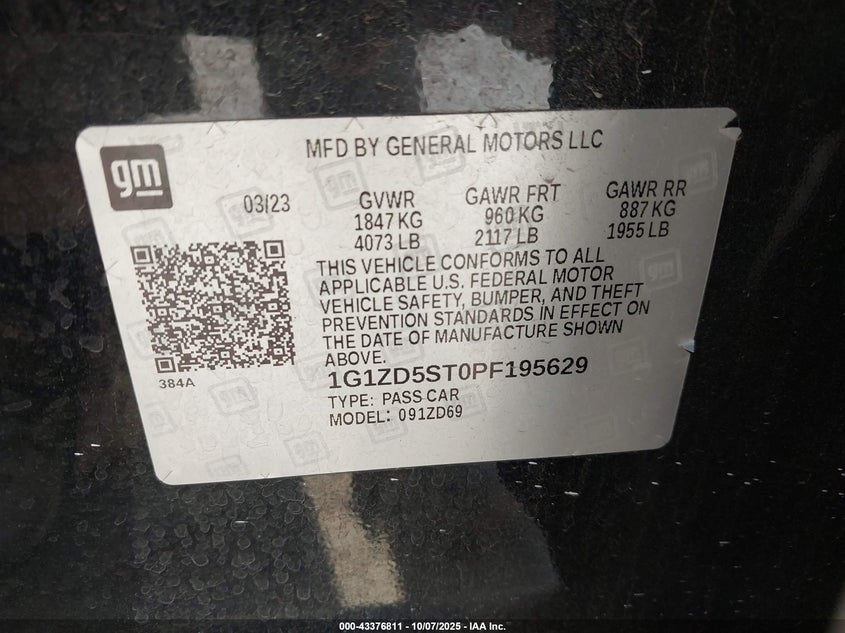 gm
MFD BY GENERAL MOTORS LLC
03/23
GVWR
1847 KG
4073 LB
GAWR FRT
960 KG
2117 LB
GAWR RR
887 KG
1955 LB
THIS VEHICLE CONFORMS TO ALL
APPLICABLE U.S. FEDERAL MOTOR
VEHICLE SAFETY, BUMPER, AND THEFT
PREVENTION STANDARDS IN EFFECT ON
THE DATE OF MANUFACTURE SHOWN
ABOVE.
384A
1G1ZD5ST0PF195629
TYPE: PASS CAR
MODEL: 091ZD69
000-43376811 - 10/07/2025 - IAA Inc.